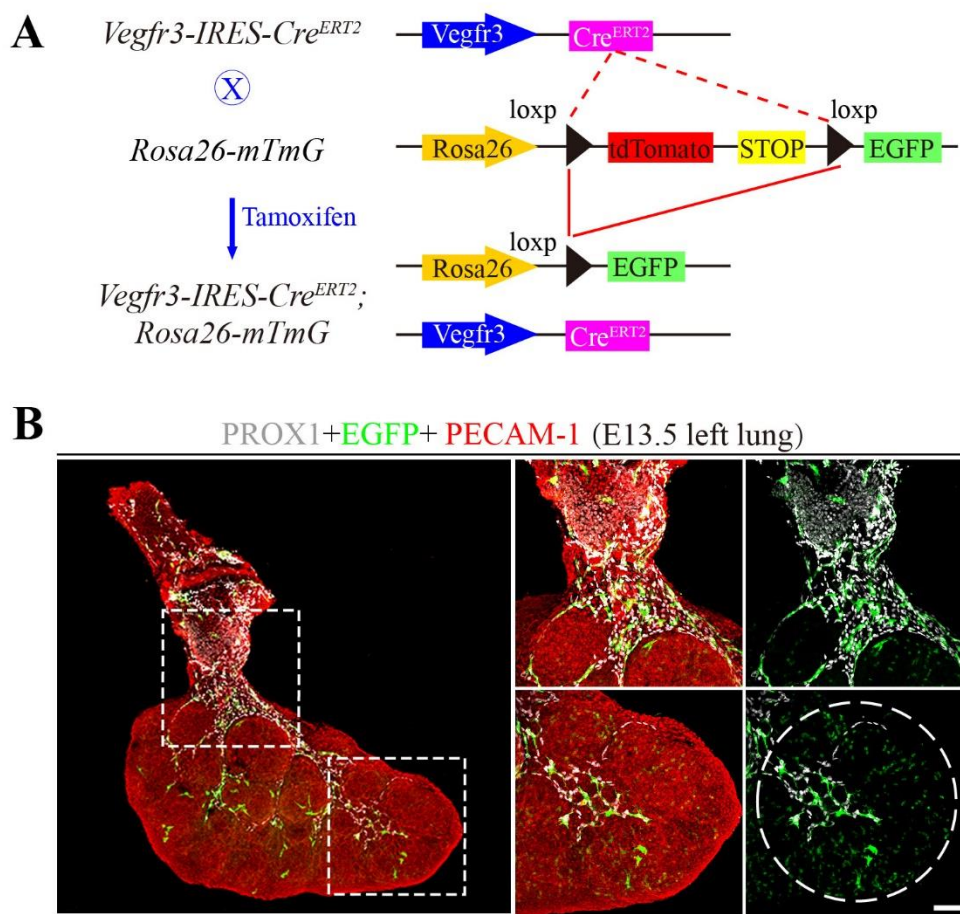 A
Vegfr3-IRES-Cre^ERT2
Vegfr3
Cre^ERT2
X
loxp
loxp
Rosa26-mTmG
Rosa26
tdTomato
STOP
EGFP
Tamoxifen
loxp
Rosa26
EGFP
Vegfr3-IRES-Cre^ERT2;
Rosa26-mTmG
Vegfr3
Cre^ERT2
B
PROX1+EGFP+ PECAM-1 (E13.5 left lung)